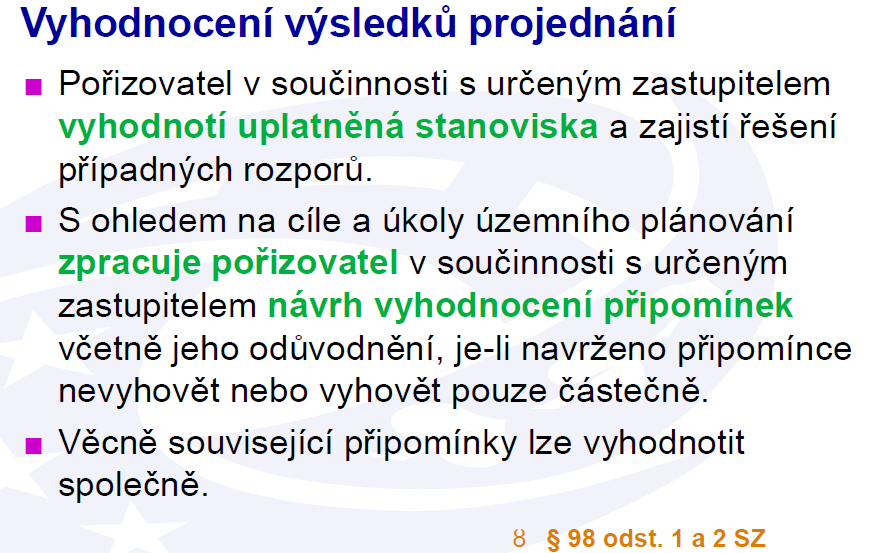 Vyhodnocení výsledků projednání
■ Pořizovatel v součinnosti s určeným zastupitelem
vyhodnotí uplatněná stanoviska a zajistí řešení
případných rozporů.
■ S ohledem na cíle a úkoly územního plánování
zpracuje pořizovatel v součinnosti s určeným
zastupitelem návrh vyhodnocení připomínek
včetně jeho odůvodnění, je-li navrženo připomínce
nevyhovět nebo vyhovět pouze částečně.
■ Věcně související připomínky lze vyhodnotit
společně.
8 § 98 odst. 1 a 2 SZ